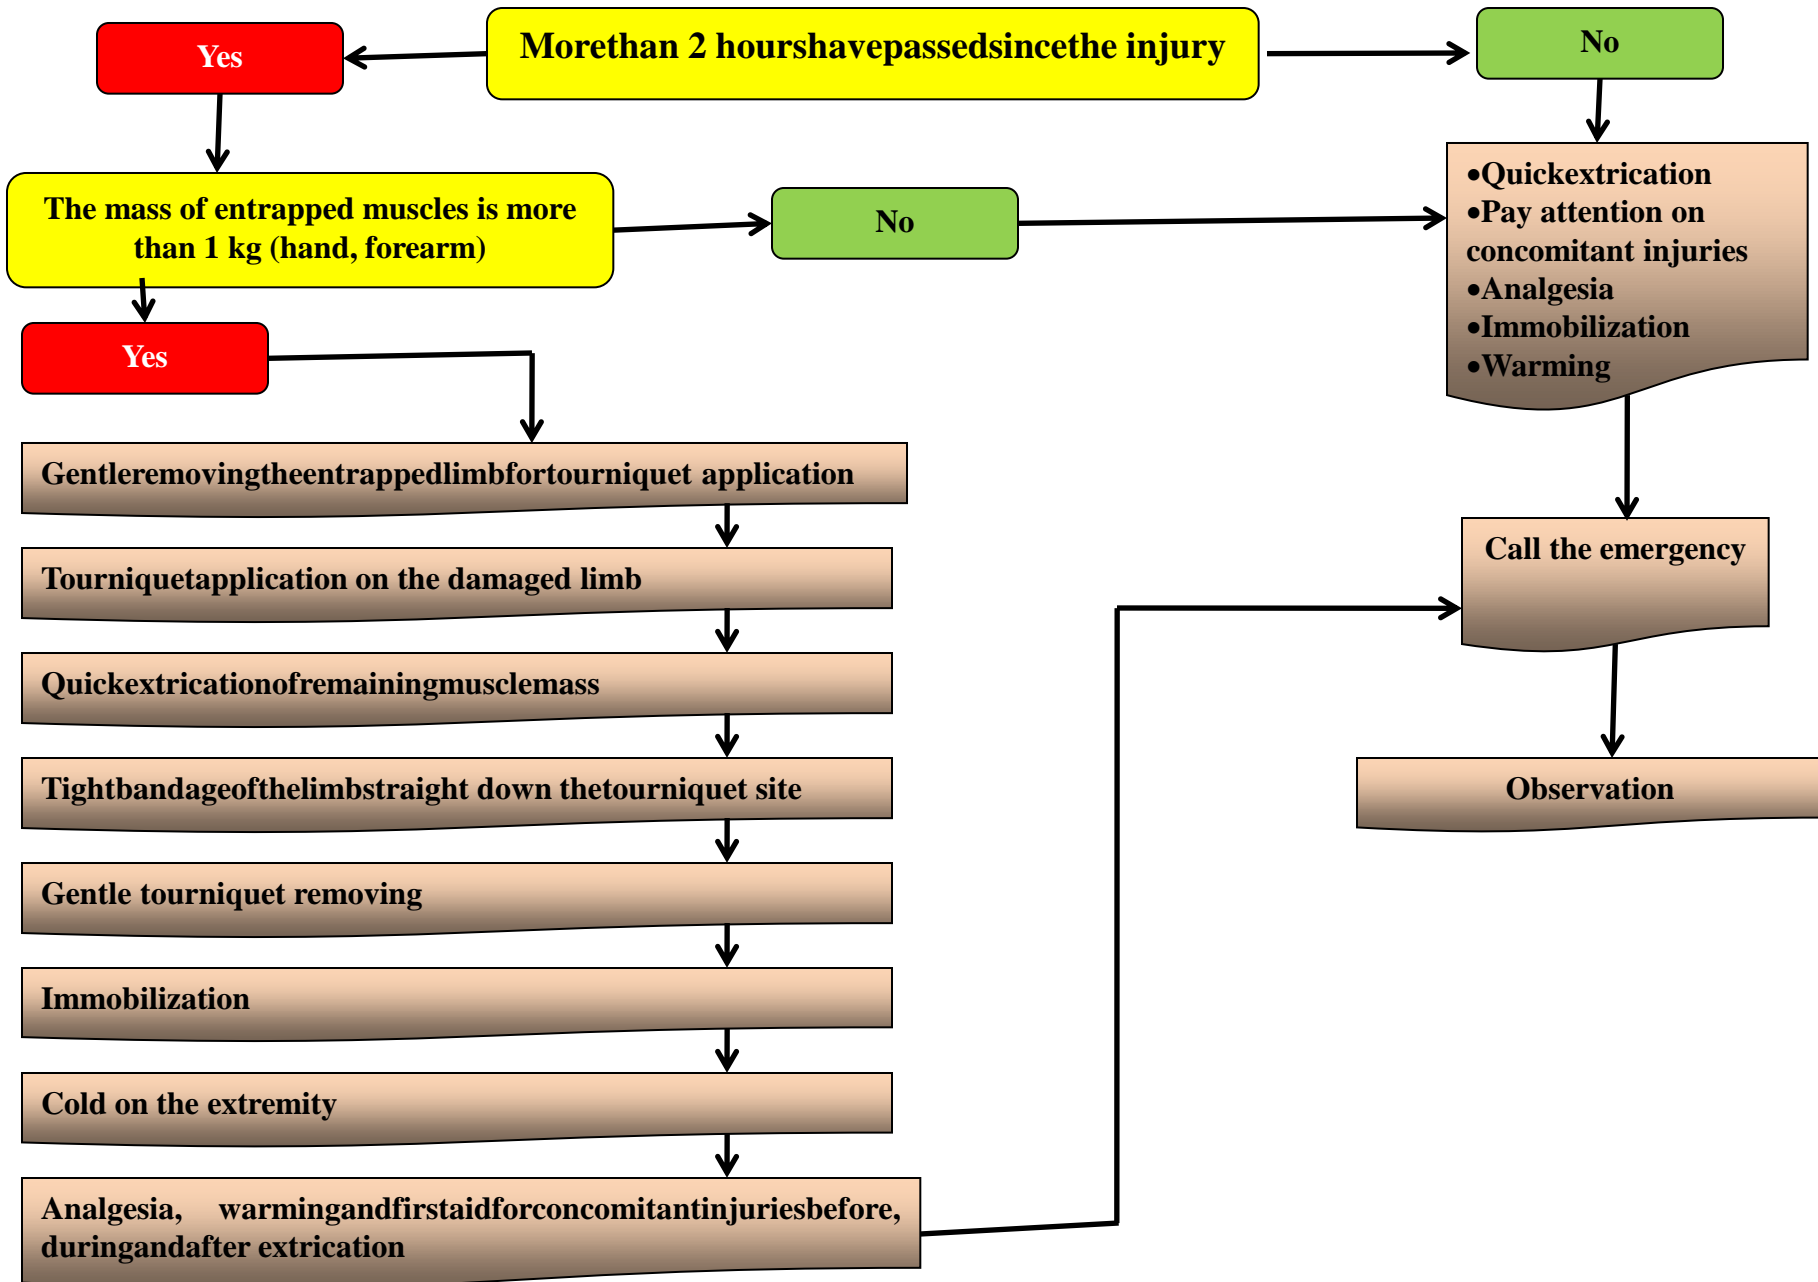 Morethan 2 hourshavepassedsincethe injury
Yes
No
The mass of entrapped muscles is more
than 1 kg (hand, forearm)
No
•Quickextrication
•Pay attention on
concomitant injuries
•Analgesia
•Immobilization
•Warming
Yes
Gentleremovingtheentrappedlimbfortourniquet application
Tourniquetapplication on the damaged limb
Quickextricationofremainingmusclemass
Tightbandageofthelimbstraight down thetourniquet site
Gentle tourniquet removing
Immobilization
Cold on the extremity
Analgesia, warmingandfirstaidforconcomitantinjuriesbefore,
duringandafter extrication
Call the emergency
Observation